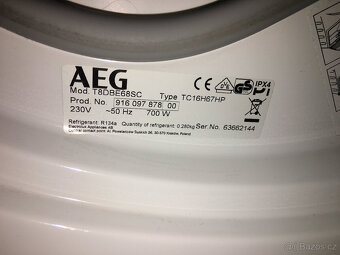 AEG
Mod. T8DBE68SC
Type TC16H67HP
Prod. No. 916 097 878 00
230V ~50 Hz 700 W
IPX4
Refrigerant: R134a Quantity of refrigerant: 0.280kg Ser.No. 63662144
Electrolux Appliances AB
Bazoš.cz